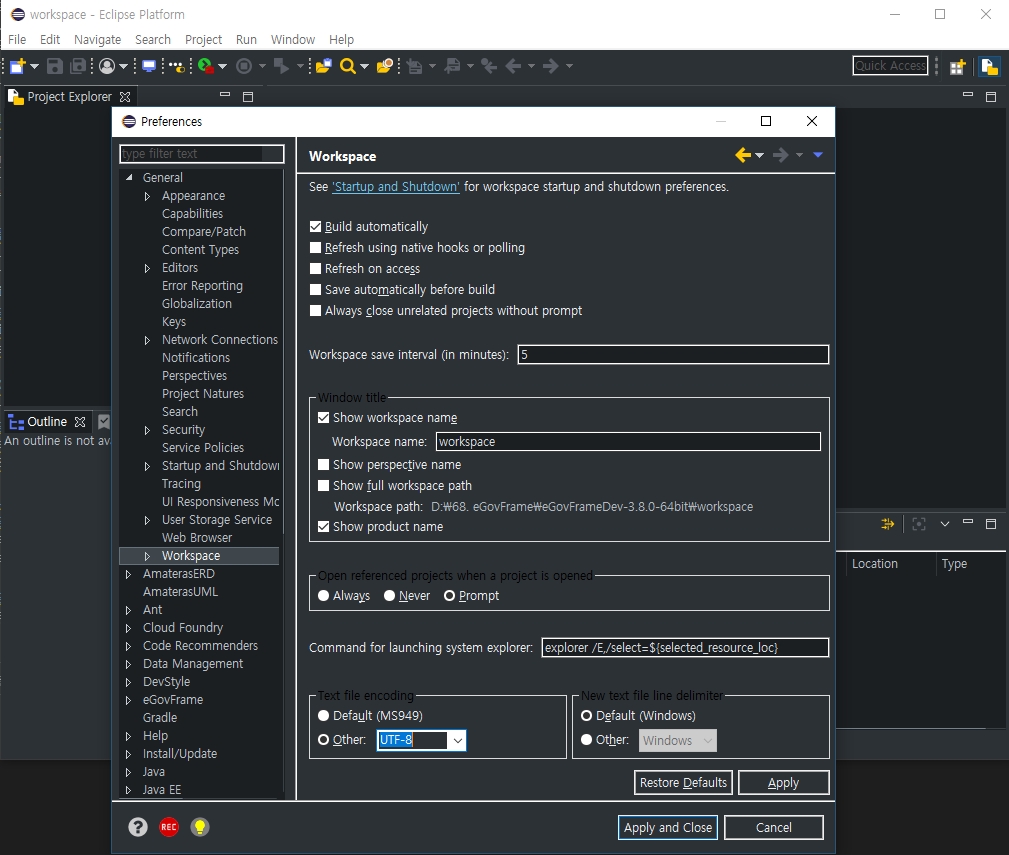 workspace - Eclipse Platform
File Edit Navigate Search Project Run Window Help
Quick Access
Project Explorer
Outline
An outline is not av
Location Type
Preferences
type filter text
General
Appearance
Capabilities
Compare/Patch
Content Types
Editors
Error Reporting
Globalization
Keys
Network Connections
Notifications
Perspectives
Project Natures
Search
Security
Service Policies
Startup and Shutdown
Tracing
UI Responsiveness Mo
User Storage Service
Web Browser
Workspace
AmaterasERD
AmaterasUML
Ant
Cloud Foundry
Code Recommenders
Data Management
DevStyle
eGovFrame
Gradle
Help
Install/Update
Java
Java EE
Workspace
See 'Startup and Shutdown' for workspace startup and shutdown preferences.
Build automatically
Refresh using native hooks or polling
Refresh on access
Save automatically before build
Always close unrelated projects without prompt
Workspace save interval (in minutes): 5
Window title
Show workspace name
Workspace name: workspace
Show perspective name
Show full workspace path
Workspace path: D:₩68. eGovFrame₩eGovFrameDev-3.8.0-64bit₩workspace
Show product name
Open referenced projects when a project is opened
Always Never Prompt
Command for launching system explorer: explorer /E,/select=${selected_resource_loc}
Text file encoding
Default (MS949)
Other: UTF-8
New text file line delimiter
Default (Windows)
Other: Windows
Restore Defaults Apply
REC
Apply and Close Cancel